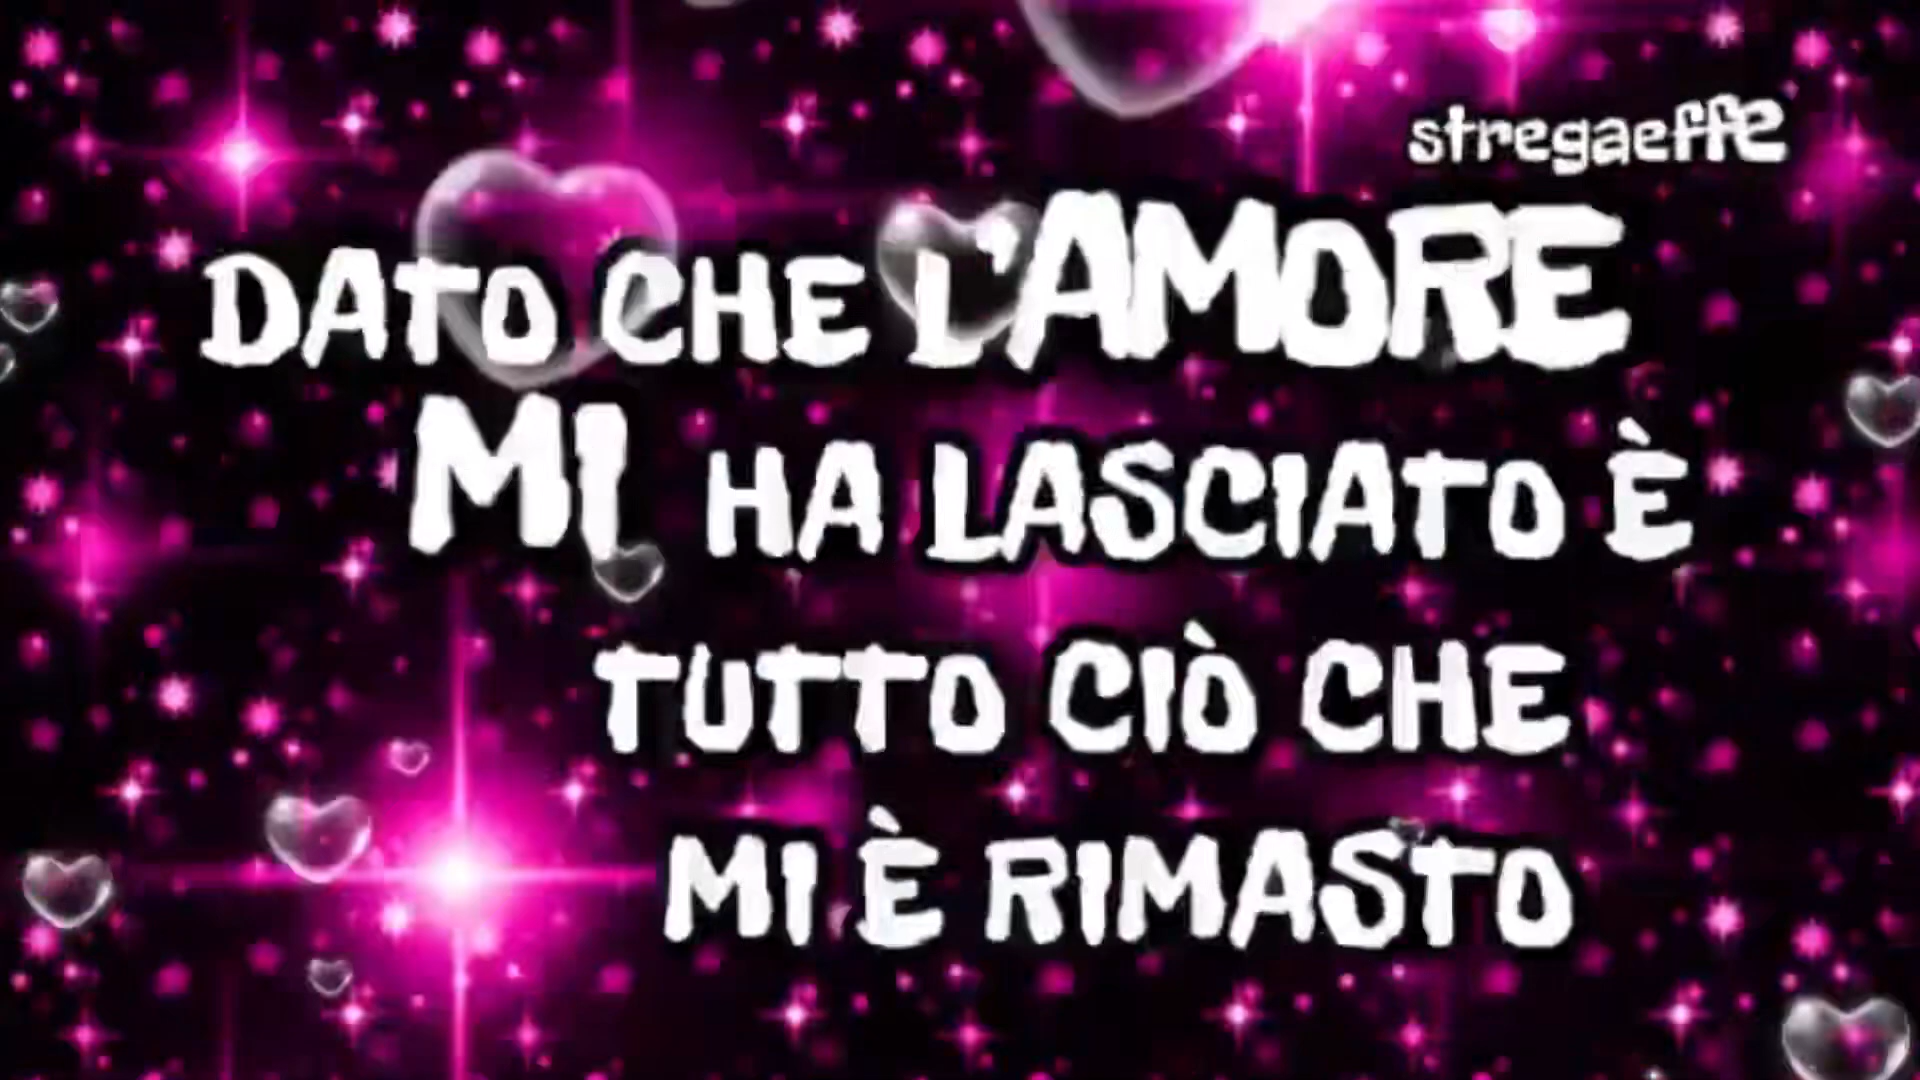 stregaeffe
DATO CHE L'AMORE
MI HA LASCIATO È
TUTTO CIÒ CHE
MI È RIMASTO